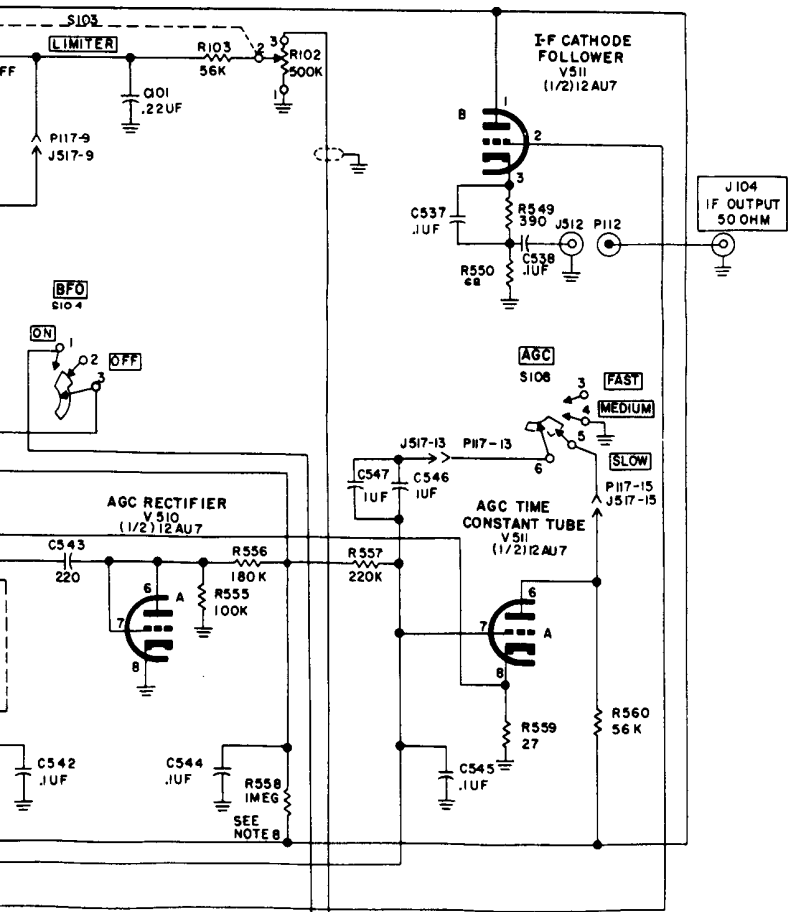 S103
LIMITER
FF
R103
56K
2
3
R102
500K
1
C101
.22UF
P117-9
J517-9
I-F CATHODE
FOLLOWER
V511
(1/2)12AU7
B
1
2
3
C537
.1UF
R549
390
J512
P112
C538
.1UF
R550
68
J104
IF OUTPUT
50 OHM
BFO
S104
ON
1
2
OFF
3
AGC
S108
3
FAST
4
MEDIUM
5
6
SLOW
J517-13
P117-13
P117-15
J517-15
C547
1UF
C546
1UF
AGC RECTIFIER
V510
(1/2)12AU7
C543
220
R556
180K
R557
220K
6
A
7
8
R555
100K
AGC TIME
CONSTANT TUBE
V511
(1/2)12AU7
6
7
A
8
R559
27
R560
56K
C542
.1UF
C544
.1UF
R558
1MEG
SEE
NOTE 8
C545
.1UF